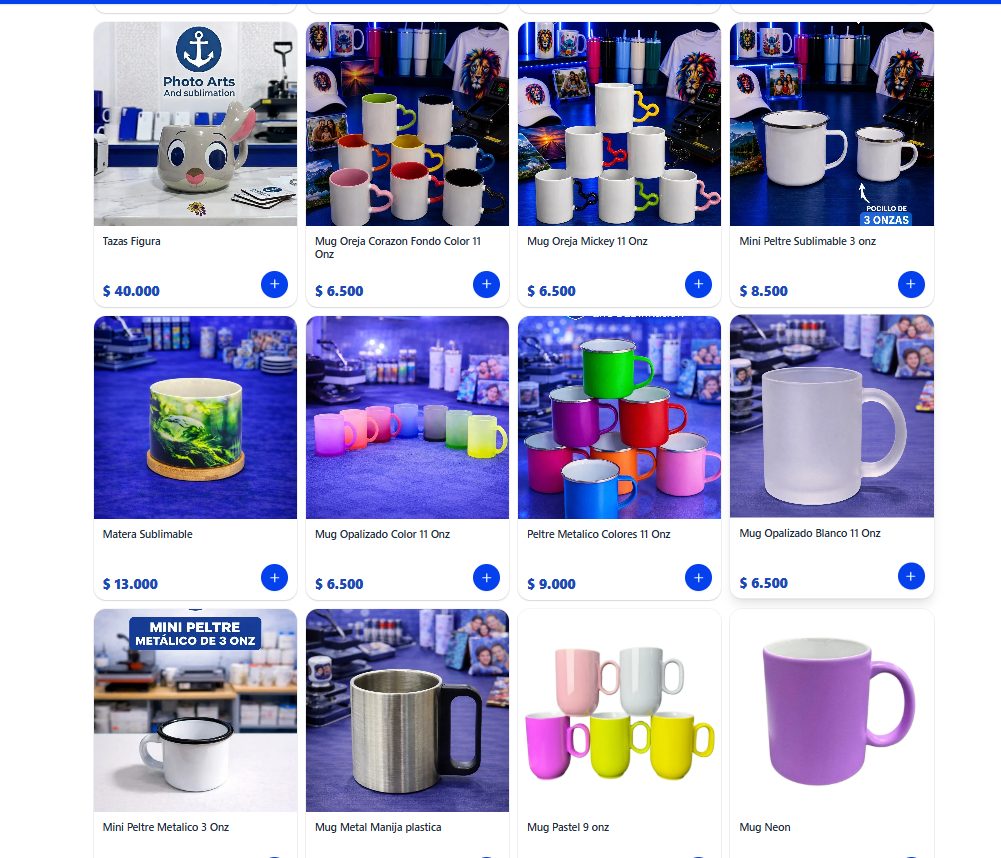 Photo Arts
And sublimation
POCILLO DE
3 ONZAS
Tazas Figura
Mug Oreja Corazon Fondo Color 11
Onz
Mug Oreja Mickey 11 Onz
Mini Peltre Sublimable 3 onz
$ 40.000
+
$ 6.500
+
$ 6.500
+
$ 8.500
+
Matera Sublimable
Mug Opalizado Color 11 Onz
Peltre Metalico Colores 11 Onz
Mug Opalizado Blanco 11 Onz
$ 13.000
+
$ 6.500
+
$ 9.000
+
$ 6.500
+
MINI PELTRE
METÁLICO DE 3 ONZ
Mini Peltre Metalico 3 Onz
Mug Metal Manija plastica
Mug Pastel 9 onz
Mug Neon